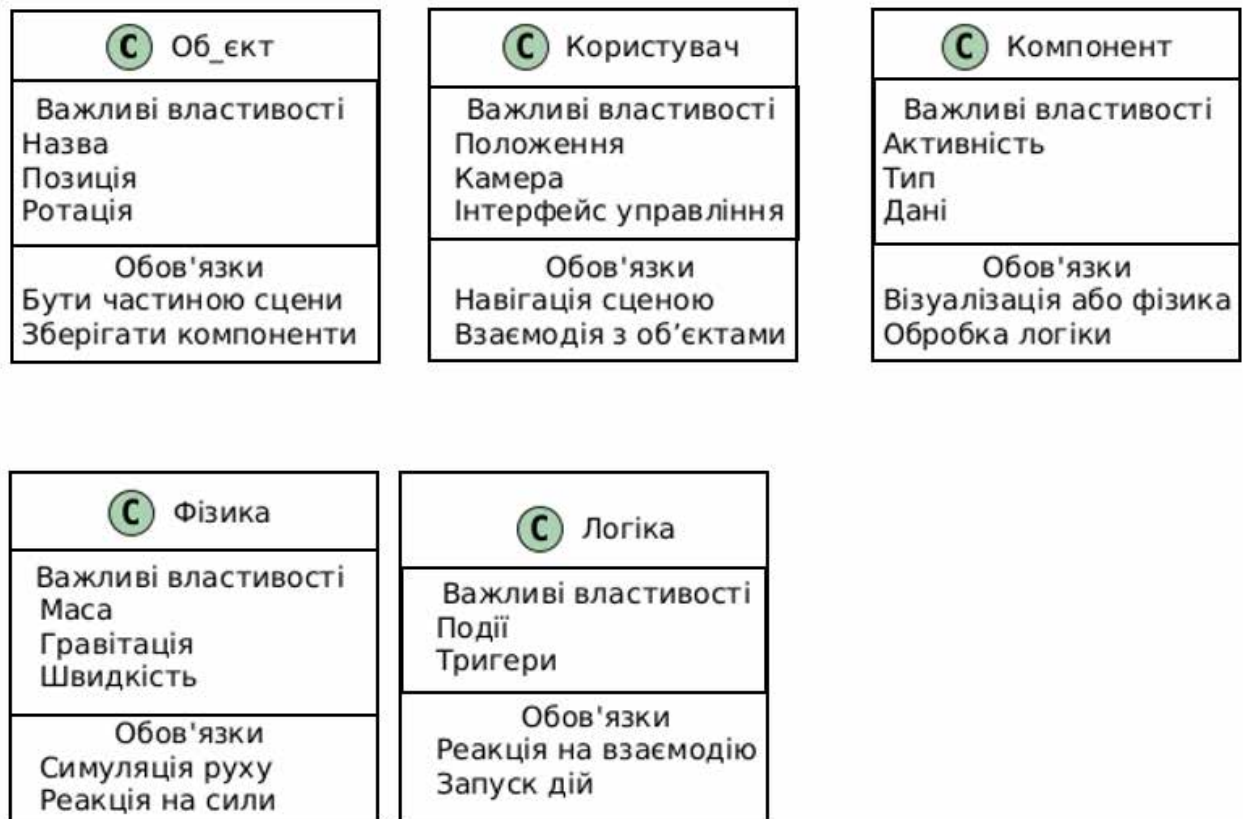 C Об_єкт
Важливі властивості
Назва
Позиція
Ротація
Обов'язки
Бути частиною сцени
Зберігати компоненти
C Користувач
Важливі властивості
Положення
Камера
Інтерфейс управління
Обов'язки
Навігація сценою
Взаємодія з об’єктами
C Компонент
Важливі властивості
Активність
Тип
Дані
Обов'язки
Візуалізація або фізика
Обробка логіки
C Фізика
Важливі властивості
Маса
Гравітація
Швидкість
Обов'язки
Симуляція руху
Реакція на сили
C Логіка
Важливі властивості
Події
Тригери
Обов'язки
Реакція на взаємодію
Запуск дій